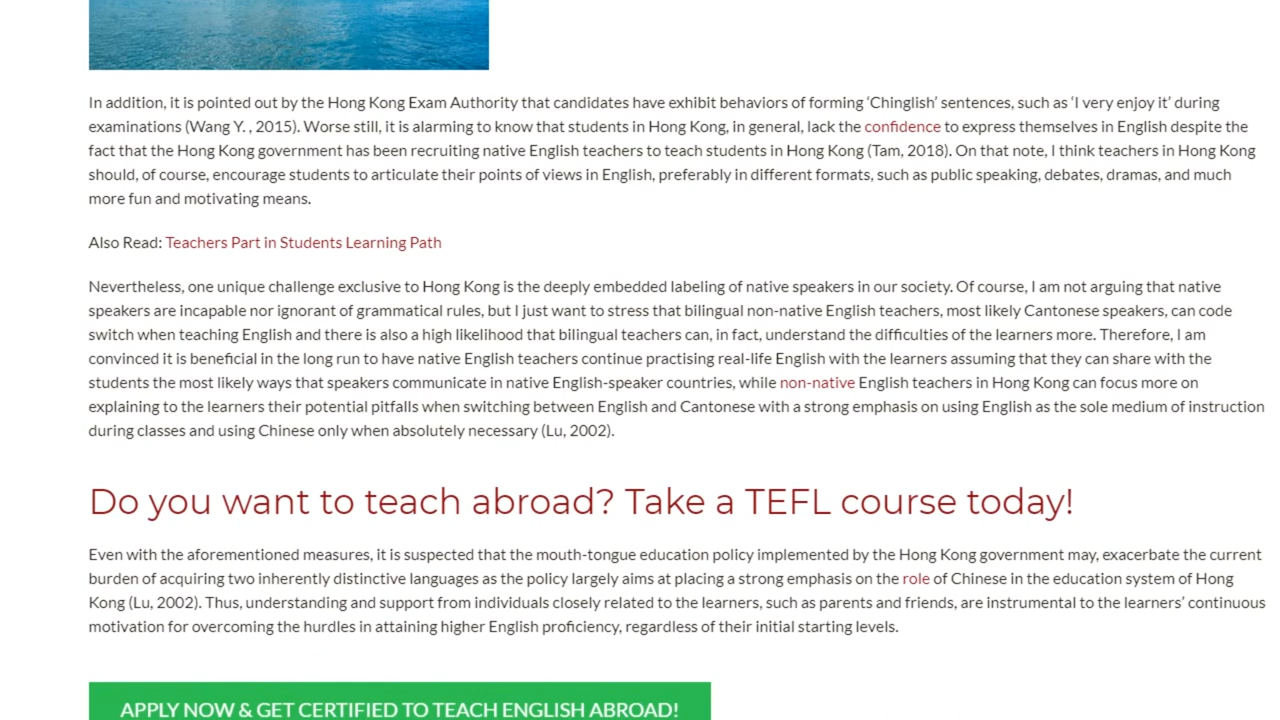 In addition, it is pointed out by the Hong Kong Exam Authority that candidates have exhibit behaviors of forming ‘Chinglish’ sentences, such as ‘I very enjoy it’ during
examinations (Wang Y. , 2015). Worse still, it is alarming to know that students in Hong Kong, in general, lack the confidence to express themselves in English despite the
fact that the Hong Kong government has been recruiting native English teachers to teach students in Hong Kong (Tam, 2018). On that note, I think teachers in Hong Kong
should, of course, encourage students to articulate their points of views in English, preferably in different formats, such as public speaking, debates, dramas, and much
more fun and motivating means.
Also Read: Teachers Part in Students Learning Path
Nevertheless, one unique challenge exclusive to Hong Kong is the deeply embedded labeling of native speakers in our society. Of course, I am not arguing that native
speakers are incapable nor ignorant of grammatical rules, but I just want to stress that bilingual non-native English teachers, most likely Cantonese speakers, can code
switch when teaching English and there is also a high likelihood that bilingual teachers can, in fact, understand the difficulties of the learners more. Therefore, I am
convinced it is beneficial in the long run to have native English teachers continue practising real-life English with the learners assuming that they can share with the
students the most likely ways that speakers communicate in native English-speaker countries, while non-native English teachers in Hong Kong can focus more on
explaining to the learners their potential pitfalls when switching between English and Cantonese with a strong emphasis on using English as the sole medium of instruction
during classes and using Chinese only when absolutely necessary (Lu, 2002).
Do you want to teach abroad? Take a TEFL course today!
Even with the aforementioned measures, it is suspected that the mouth-tongue education policy implemented by the Hong Kong government may, exacerbate the current
burden of acquiring two inherently distinctive languages as the policy largely aims at placing a strong emphasis on the role of Chinese in the education system of Hong
Kong (Lu, 2002). Thus, understanding and support from individuals closely related to the learners, such as parents and friends, are instrumental to the learners’ continuous
motivation for overcoming the hurdles in attaining higher English proficiency, regardless of their initial starting levels.
APPLY NOW & GET CERTIFIED TO TEACH ENGLISH ABROAD!